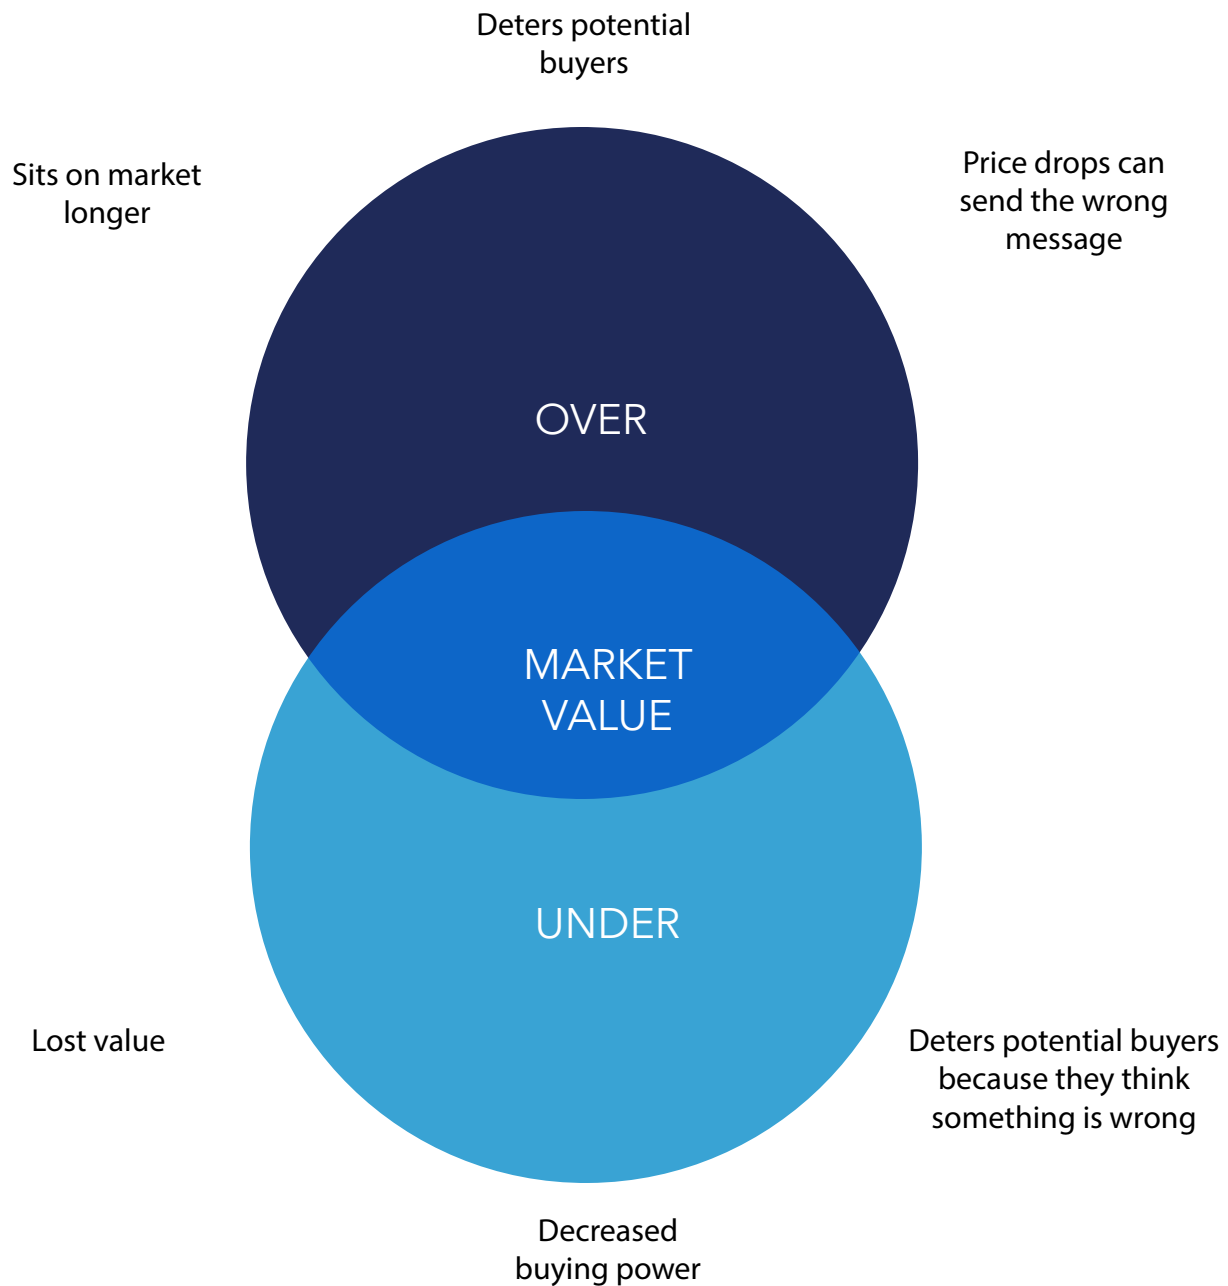 Deters potential
buyers
Sits on market
longer
Price drops can
send the wrong
message
OVER
MARKET
VALUE
UNDER
Lost value
Deters potential buyers
because they think
something is wrong
Decreased
buying power